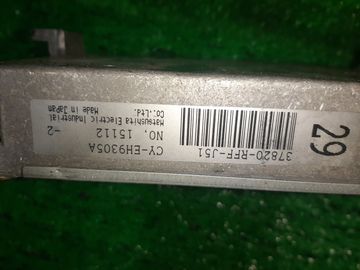 29
37820-RFF-J51
CY-EH9305A
NO. 15112
-2
Matsushita Electric Industrial
Co.,Ltd. Made in Japan